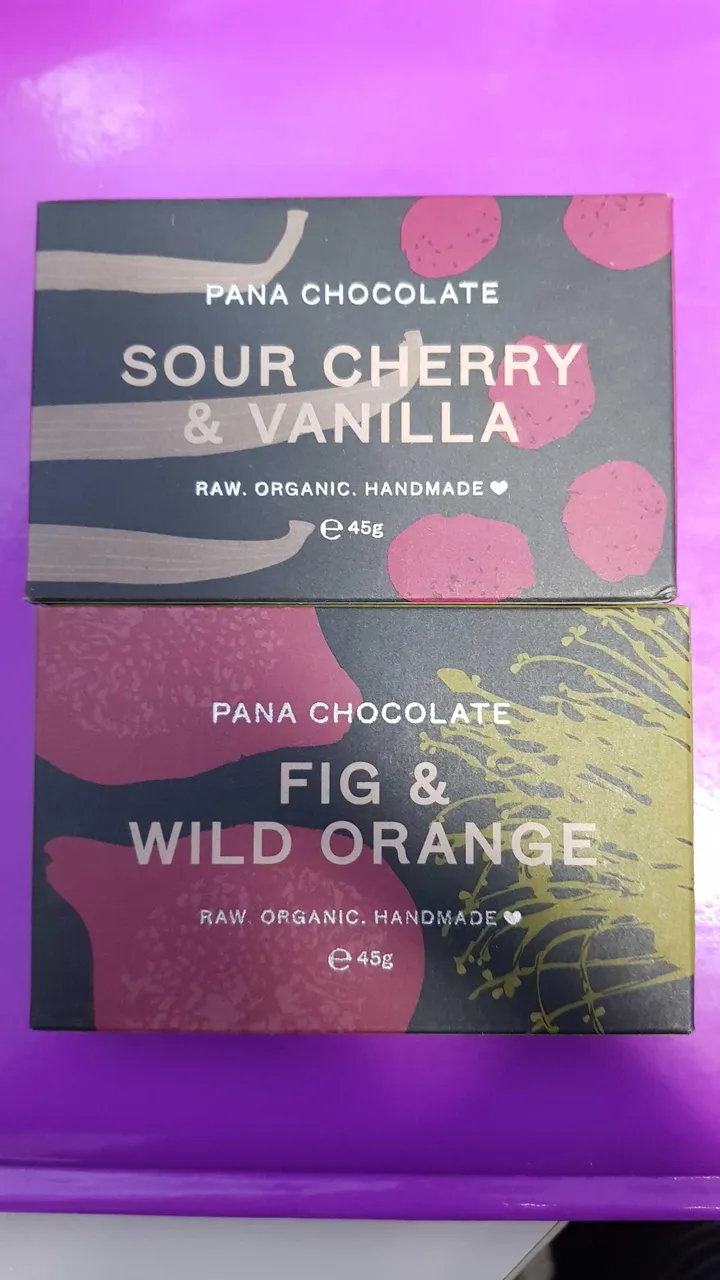 PANA CHOCOLATE
SOUR CHERRY
& VANILLA
RAW. ORGANIC. HANDMADE ♥
℮ 45g
PANA CHOCOLATE
FIG &
WILD ORANGE
RAW. ORGANIC. HANDMADE ♥
℮ 45g